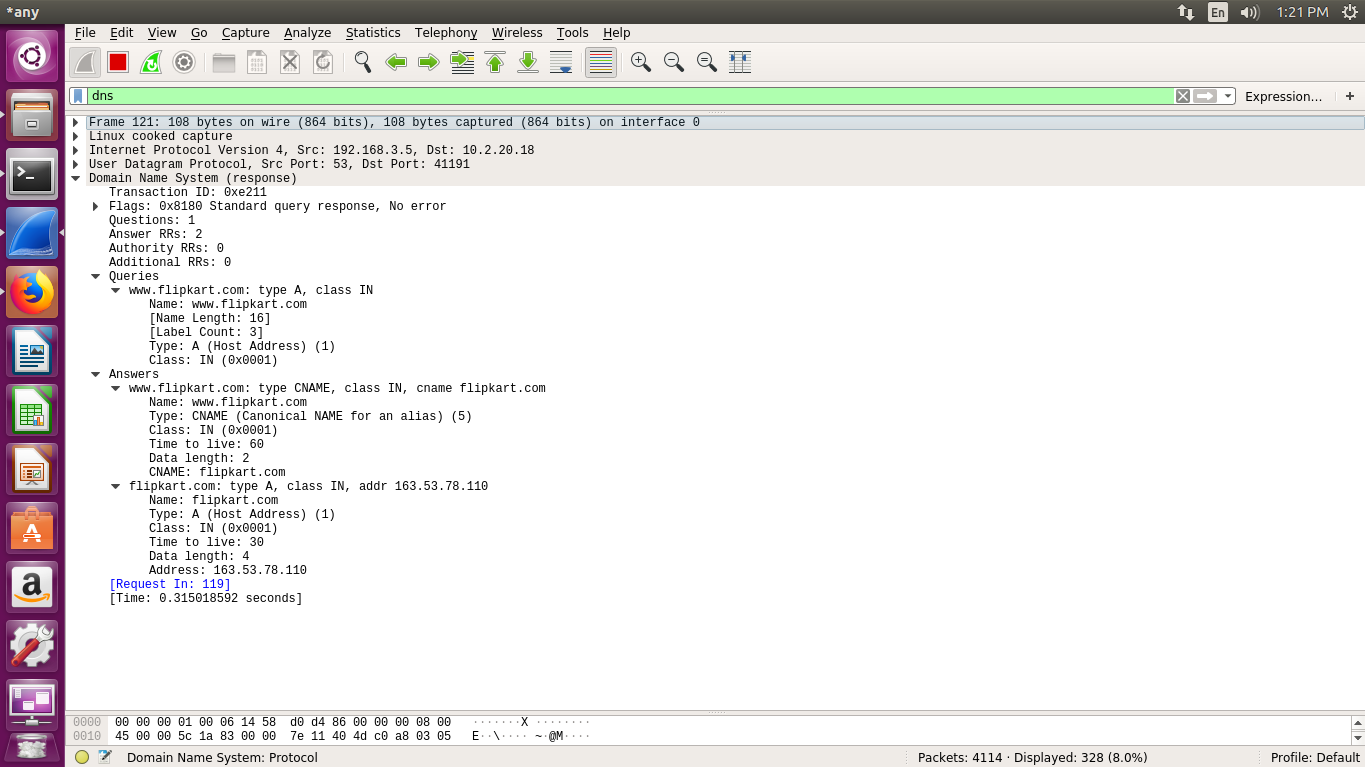 *any
En
1:21 PM
File Edit View Go Capture Analyze Statistics Telephony Wireless Tools Help
dns
Expression…
+
Frame 121: 108 bytes on wire (864 bits), 108 bytes captured (864 bits) on interface 0
Linux cooked capture
Internet Protocol Version 4, Src: 192.168.3.5, Dst: 10.2.20.18
User Datagram Protocol, Src Port: 53, Dst Port: 41191
Domain Name System (response)
Transaction ID: 0xe211
Flags: 0x8180 Standard query response, No error
Questions: 1
Answer RRs: 2
Authority RRs: 0
Additional RRs: 0
Queries
www.flipkart.com: type A, class IN
Name: www.flipkart.com
[Name Length: 16]
[Label Count: 3]
Type: A (Host Address) (1)
Class: IN (0x0001)
Answers
www.flipkart.com: type CNAME, class IN, cname flipkart.com
Name: www.flipkart.com
Type: CNAME (Canonical NAME for an alias) (5)
Class: IN (0x0001)
Time to live: 60
Data length: 2
CNAME: flipkart.com
flipkart.com: type A, class IN, addr 163.53.78.110
Name: flipkart.com
Type: A (Host Address) (1)
Class: IN (0x0001)
Time to live: 30
Data length: 4
Address: 163.53.78.110
[Request In: 119]
[Time: 0.315018592 seconds]
0000 00 00 00 01 00 06 14 58 d0 d4 86 00 00 00 08 00 ·······X ········
0010 45 00 00 5c 1a 83 00 00 7e 11 40 4d c0 a8 03 05 E··\···· ~·@M····
Domain Name System: Protocol
Packets: 4114 · Displayed: 328 (8.0%)
Profile: Default